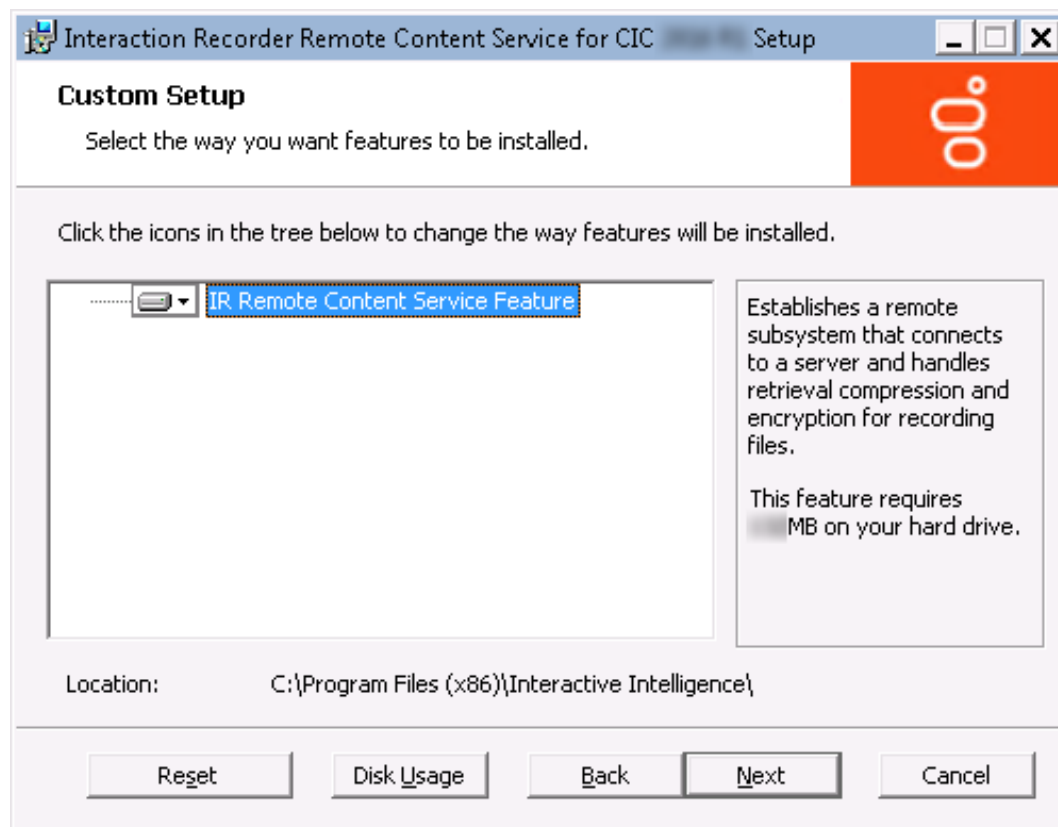 Interaction Recorder Remote Content Service for CIC Setup
Custom Setup
Select the way you want features to be installed.
Click the icons in the tree below to change the way features will be installed.
IR Remote Content Service Feature
Establishes a remote
subsystem that connects
to a server and handles
retrieval compression and
encryption for recording
files.
This feature requires
MB on your hard drive.
Location: C:\Program Files (x86)\Interactive Intelligence\
Reset Disk Usage Back Next Cancel